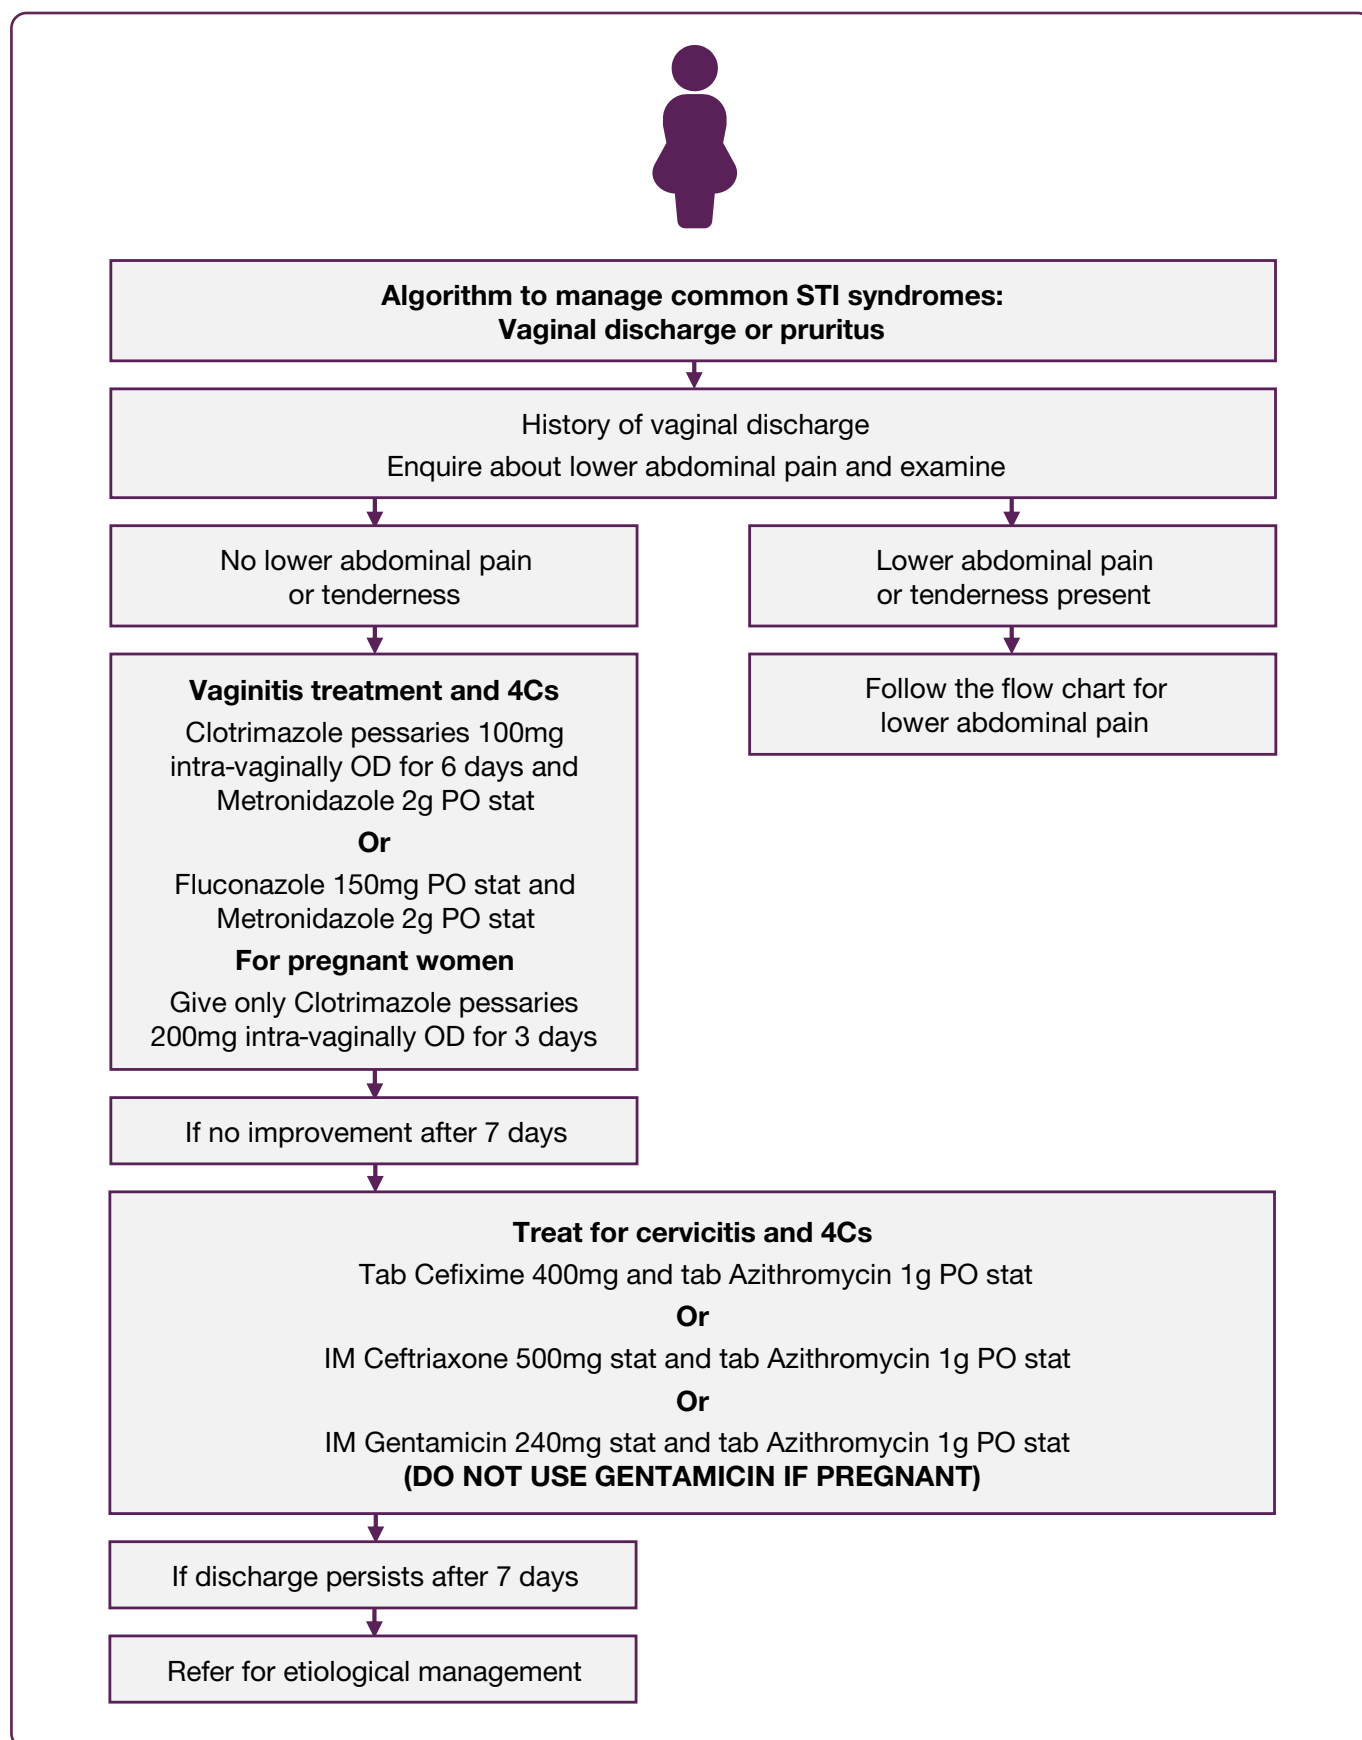 Algorithm to manage common STI syndromes:
Vaginal discharge or pruritus
History of vaginal discharge
Enquire about lower abdominal pain and examine
No lower abdominal pain
or tenderness
Lower abdominal pain
or tenderness present
Vaginitis treatment and 4Cs
Clotrimazole pessaries 100mg
intra-vaginally OD for 6 days and
Metronidazole 2g PO stat
Or
Fluconazole 150mg PO stat and
Metronidazole 2g PO stat
For pregnant women
Give only Clotrimazole pessaries
200mg intra-vaginally OD for 3 days
Follow the flow chart for
lower abdominal pain
If no improvement after 7 days
Treat for cervicitis and 4Cs
Tab Cefixime 400mg and tab Azithromycin 1g PO stat
Or
IM Ceftriaxone 500mg stat and tab Azithromycin 1g PO stat
Or
IM Gentamicin 240mg stat and tab Azithromycin 1g PO stat
(DO NOT USE GENTAMICIN IF PREGNANT)
If discharge persists after 7 days
Refer for etiological management